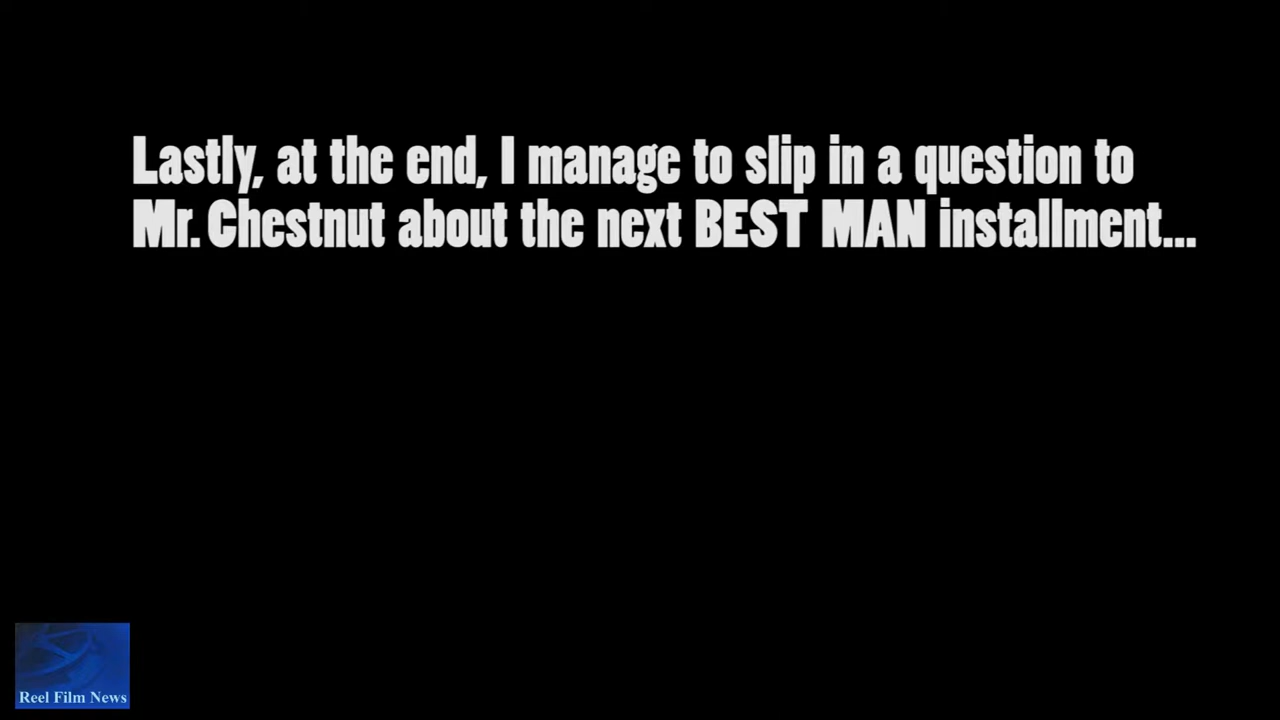 Lastly, at the end, I manage to slip in a question to
Mr. Chestnut about the next BEST MAN installment...
Reel Film News